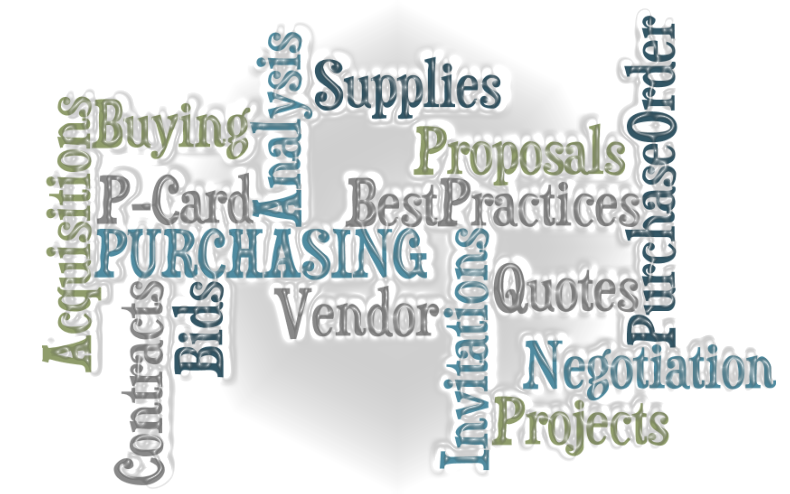 Supplies
Analysis
PurchaseOrder
Buying
Acquisitions
Proposals
P-Card
BestPractices
PURCHASING
Quotes
Vendor
Bids
Contracts
Invitations
Negotiation
Projects